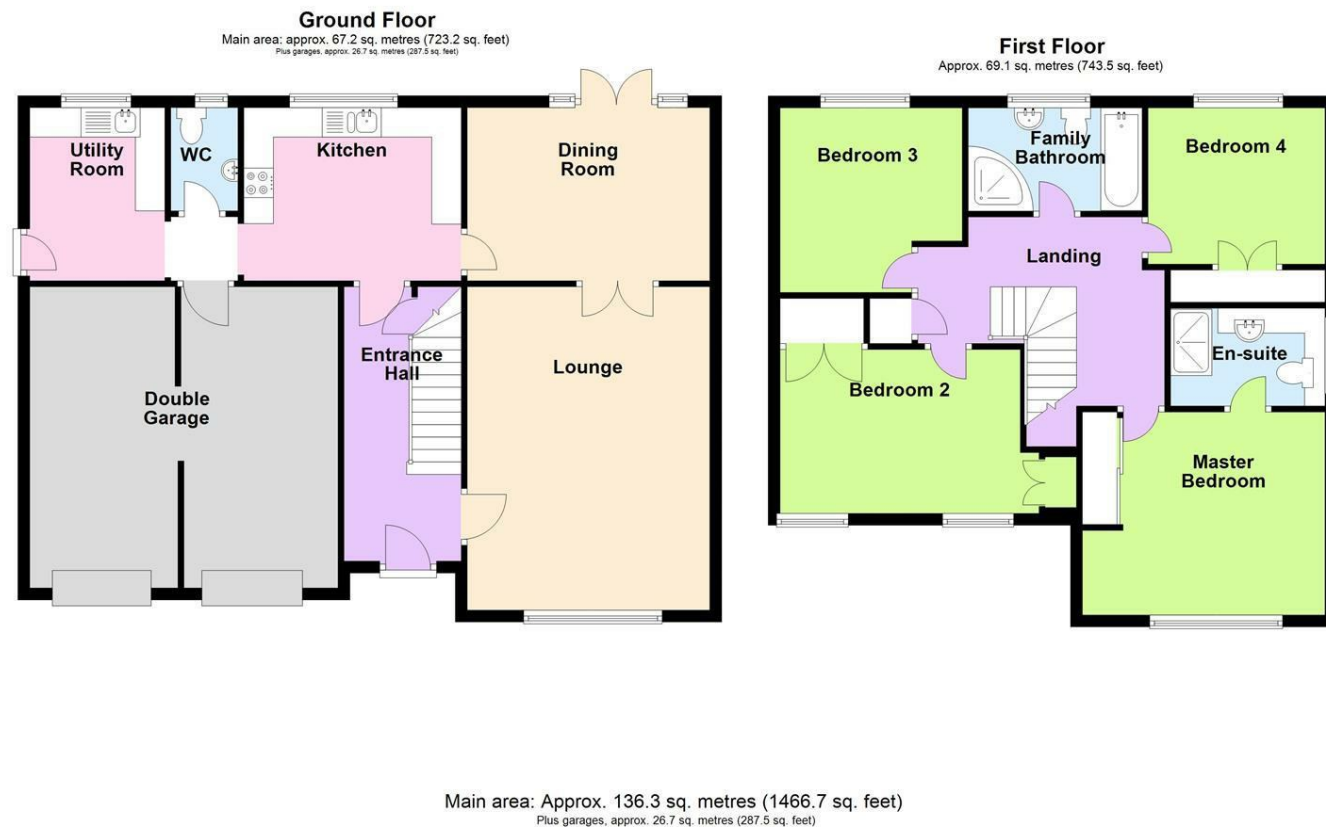 Ground Floor
Main area: approx. 67.2 sq. metres (723.2 sq. feet)
Plus garages, approx. 26.7 sq. metres (287.5 sq. feet)
Utility
Room
WC
Kitchen
Dining
Room
Double
Garage
Entrance
Hall
Lounge
First Floor
Approx. 69.1 sq. metres (743.5 sq. feet)
Bedroom 3
Family
Bathroom
Bedroom 4
Landing
Bedroom 2
En-suite
Master
Bedroom
Main area: Approx. 136.3 sq. metres (1466.7 sq. feet)
Plus garages, approx. 26.7 sq. metres (287.5 sq. feet)